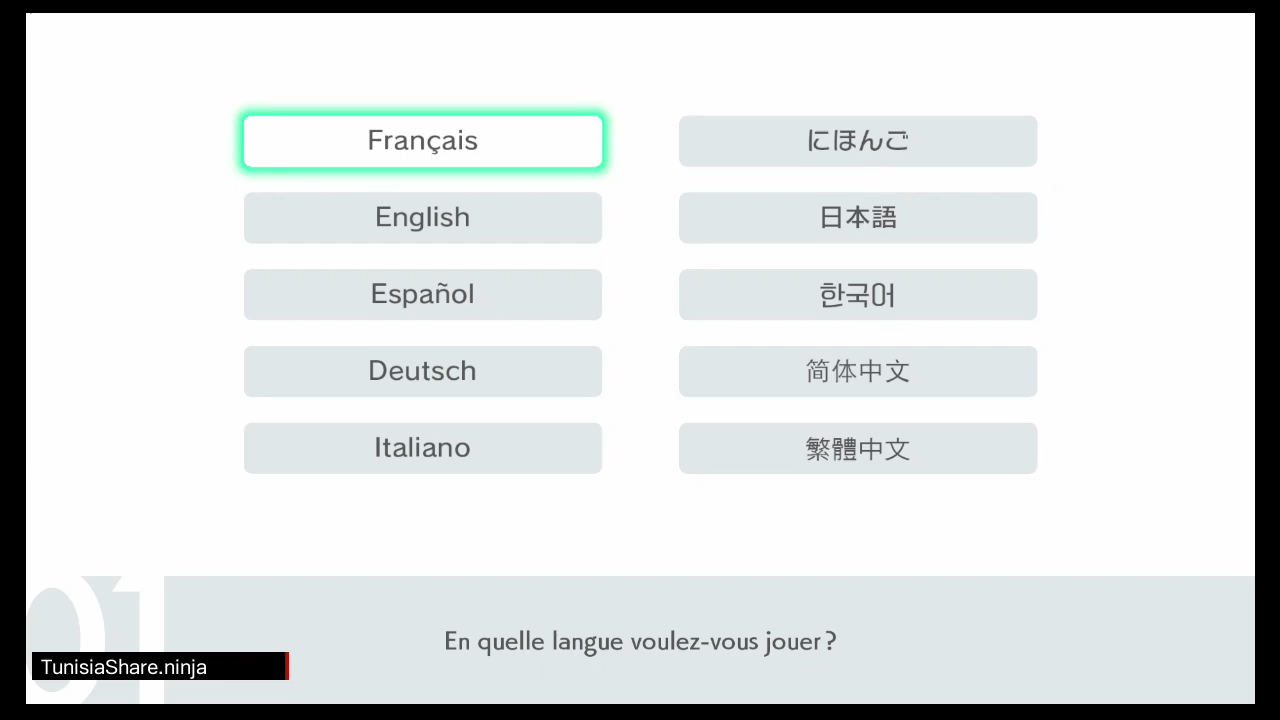 Français
English
Español
Deutsch
Italiano
にほんご
日本語
한국어
简体中文
繁體中文
01
En quelle langue voulez-vous jouer ?
TunisiaShare.ninja